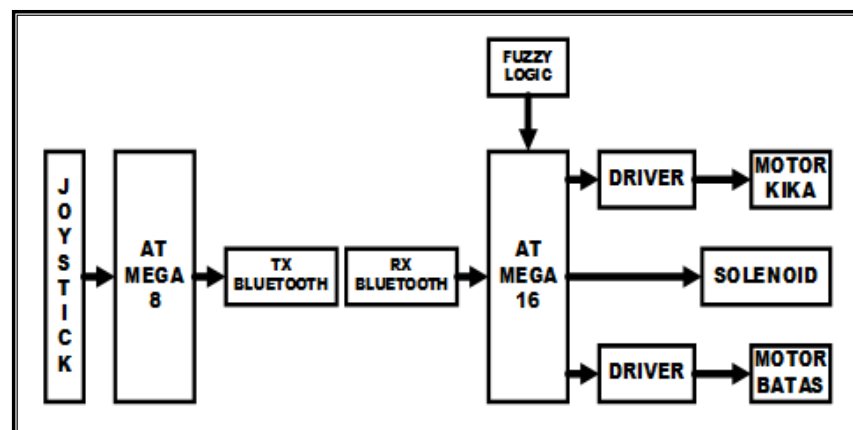 FUZZY
LOGIC
JOYSTICK
AT
MEGA
8
TX
BLUETOOTH
RX
BLUETOOTH
AT
MEGA
16
DRIVER
MOTOR
KIKA
SOLENOID
DRIVER
MOTOR
BATAS